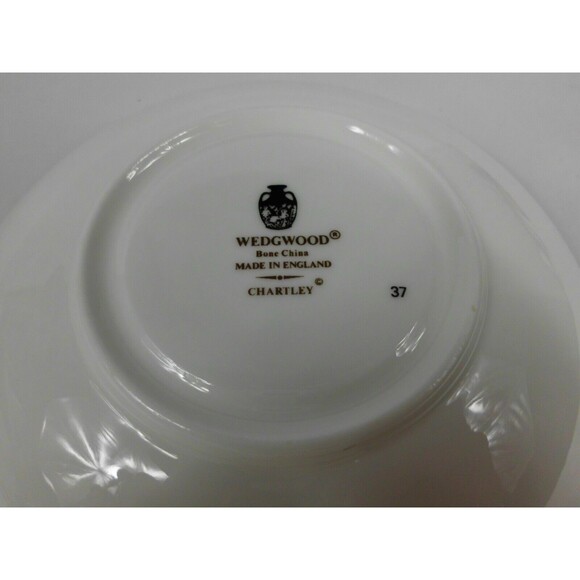 WEDGWOOD®
Bone China
MADE IN ENGLAND
CHARTLEY ©
37